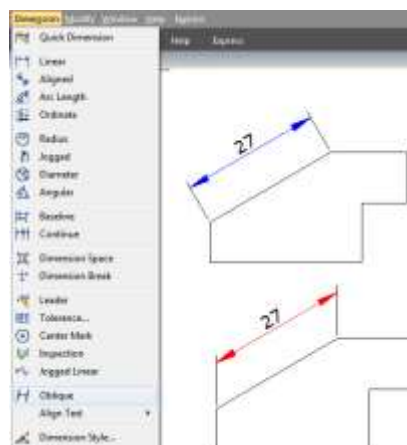 Dimension Modify Window Help Express
Help Express
Quick Dimension
Linear
Aligned
Arc Length
Ordinate
Radius
Jogged
Diameter
Angular
Baseline
Continue
Dimension Space
Dimension Break
Leader
Tolerance...
Center Mark
Inspection
Jogged Linear
Oblique
Align Text
Dimension Style...
27
27